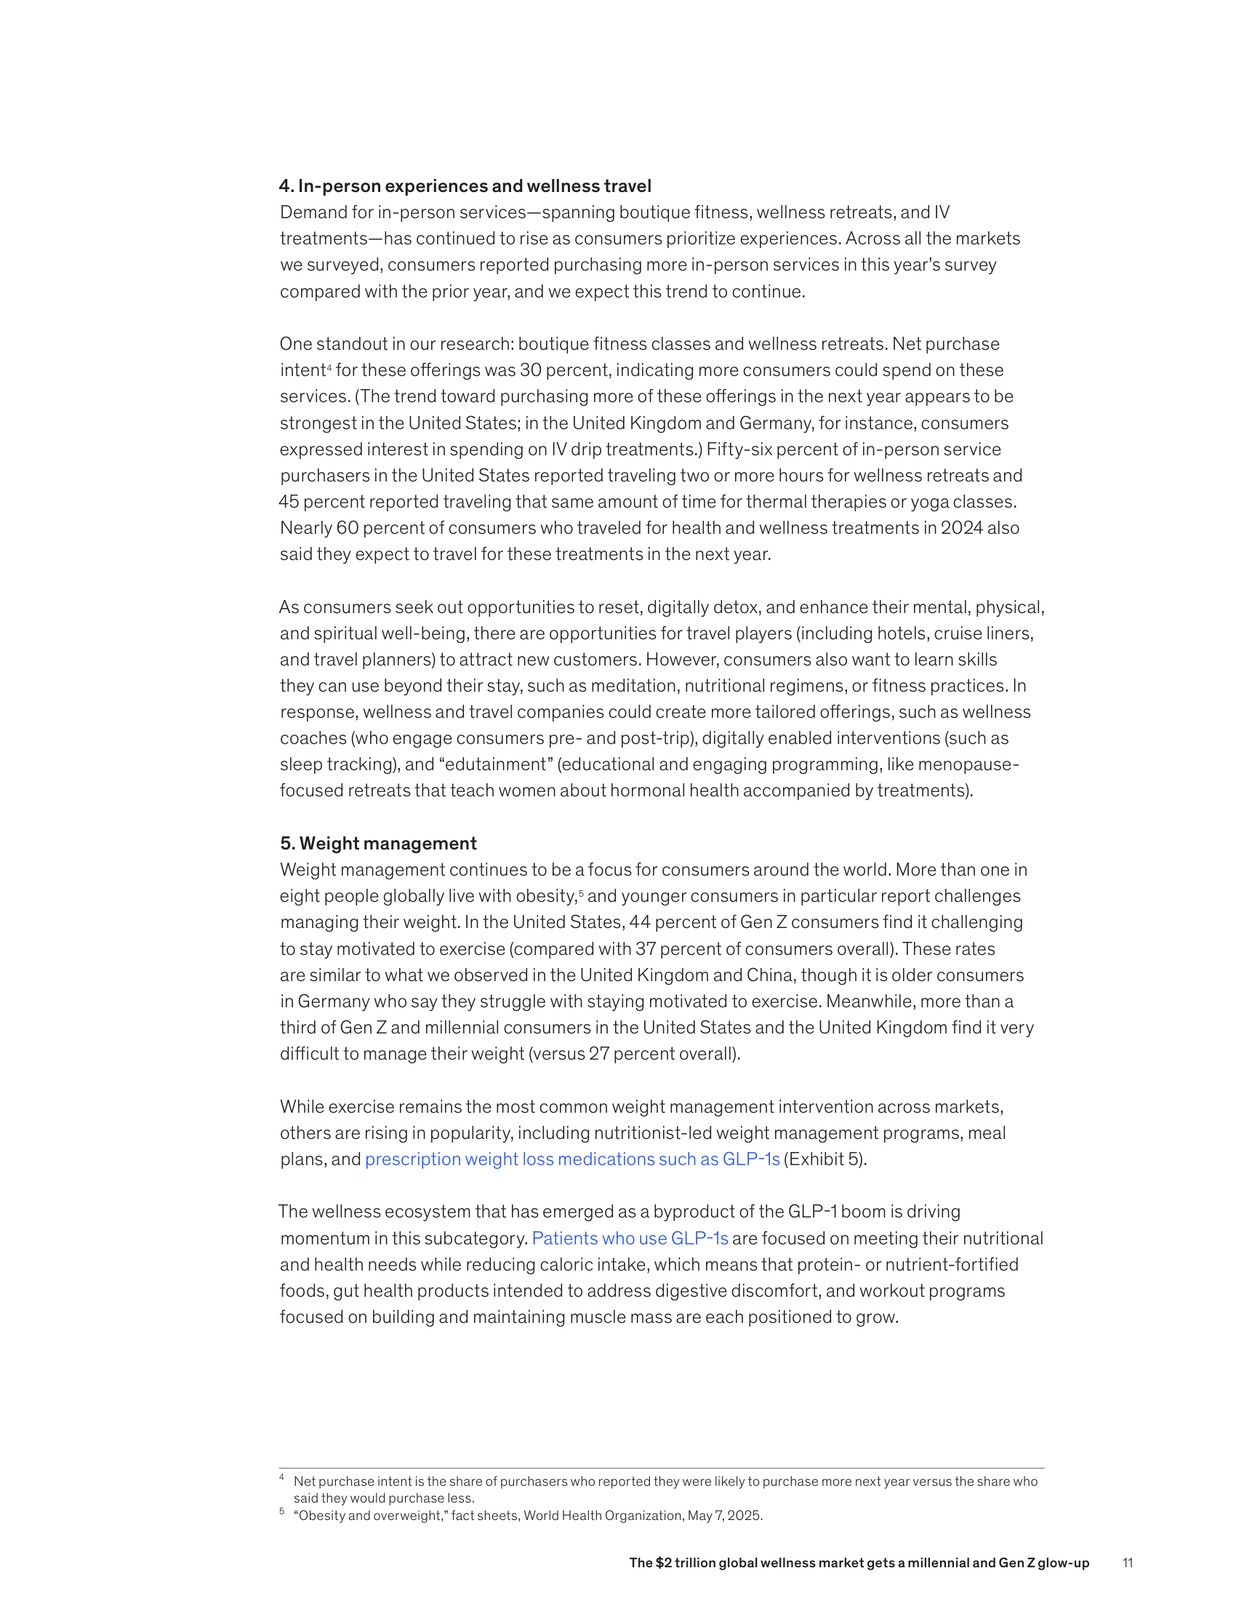 4. In-person experiences and wellness travel
Demand for in-person services—spanning boutique fitness, wellness retreats, and IV
treatments—has continued to rise as consumers prioritize experiences. Across all the markets
we surveyed, consumers reported purchasing more in-person services in this year’s survey
compared with the prior year, and we expect this trend to continue.
One standout in our research: boutique fitness classes and wellness retreats. Net purchase
intent⁴ for these offerings was 30 percent, indicating more consumers could spend on these
services. (The trend toward purchasing more of these offerings in the next year appears to be
strongest in the United States; in the United Kingdom and Germany, for instance, consumers
expressed interest in spending on IV drip treatments.) Fifty-six percent of in-person service
purchasers in the United States reported traveling two or more hours for wellness retreats and
45 percent reported traveling that same amount of time for thermal therapies or yoga classes.
Nearly 60 percent of consumers who traveled for health and wellness treatments in 2024 also
said they expect to travel for these treatments in the next year.
As consumers seek out opportunities to reset, digitally detox, and enhance their mental, physical,
and spiritual well-being, there are opportunities for travel players (including hotels, cruise liners,
and travel planners) to attract new customers. However, consumers also want to learn skills
they can use beyond their stay, such as meditation, nutritional regimens, or fitness practices. In
response, wellness and travel companies could create more tailored offerings, such as wellness
coaches (who engage consumers pre- and post-trip), digitally enabled interventions (such as
sleep tracking), and “edutainment” (educational and engaging programming, like menopause-
focused retreats that teach women about hormonal health accompanied by treatments).
5. Weight management
Weight management continues to be a focus for consumers around the world. More than one in
eight people globally live with obesity,⁵ and younger consumers in particular report challenges
managing their weight. In the United States, 44 percent of Gen Z consumers find it challenging
to stay motivated to exercise (compared with 37 percent of consumers overall). These rates
are similar to what we observed in the United Kingdom and China, though it is older consumers
in Germany who say they struggle with staying motivated to exercise. Meanwhile, more than a
third of Gen Z and millennial consumers in the United States and the United Kingdom find it very
difficult to manage their weight (versus 27 percent overall).
While exercise remains the most common weight management intervention across markets,
others are rising in popularity, including nutritionist-led weight management programs, meal
plans, and prescription weight loss medications such as GLP-1s (Exhibit 5).
The wellness ecosystem that has emerged as a byproduct of the GLP-1 boom is driving
momentum in this subcategory. Patients who use GLP-1s are focused on meeting their nutritional
and health needs while reducing caloric intake, which means that protein- or nutrient-fortified
foods, gut health products intended to address digestive discomfort, and workout programs
focused on building and maintaining muscle mass are each positioned to grow.
⁴ Net purchase intent is the share of purchasers who reported they were likely to purchase more next year versus the share who
said they would purchase less.
⁵ “Obesity and overweight,” fact sheets, World Health Organization, May 7, 2025.
The $2 trillion global wellness market gets a millennial and Gen Z glow-up 11